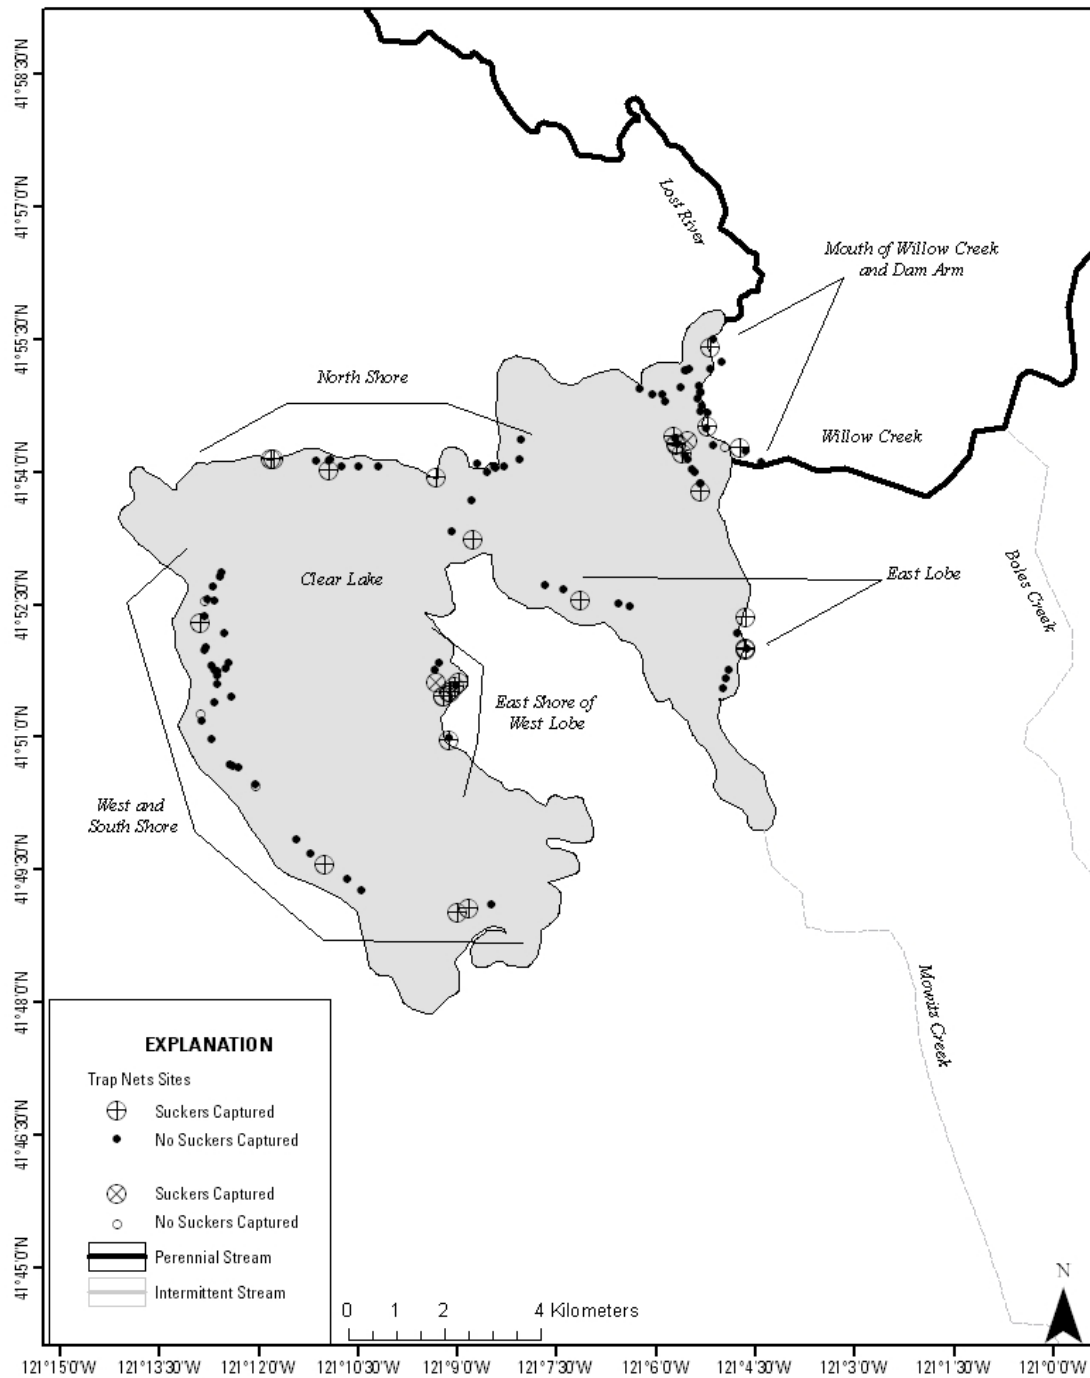 41°58'30"N
41°57'0"N
41°55'30"N
41°54'0"N
41°52'30"N
41°51'0"N
41°49'30"N
41°48'0"N
41°46'30"N
41°45'0"N
Lost River
Mouth of Willow Creek
and Dam Arm
North Shore
Willow Creek
Clear Lake
East Lobe
Boles Creek
East Shore of
West Lobe
West and
South Shore
Mowitz Creek
EXPLANATION
Trap Nets Sites
Suckers Captured
No Suckers Captured
Suckers Captured
No Suckers Captured
Perennial Stream
Intermittent Stream
0 1 2 4 Kilometers
N
121°15'0"W 121°13'30"W 121°12'0"W 121°10'30"W 121°9'0"W 121°7'30"W 121°6'0"W 121°4'30"W 121°3'0"W 121°1'30"W 121°0'0"W